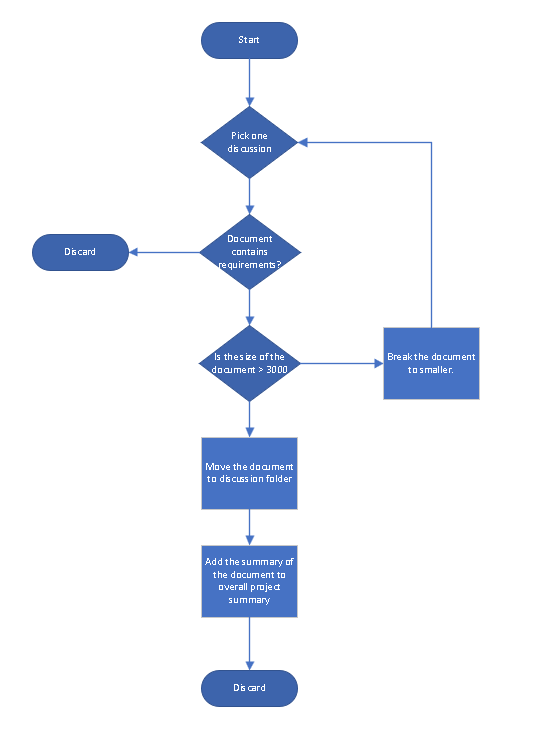 Start
Pick one
discussion
Document
contains
requirements?
Discard
Is the size of the
document > 3000
Break the document
to smaller.
Move the document
to discussion folder
Add the summary of
the document to
overall project
summary
Discard